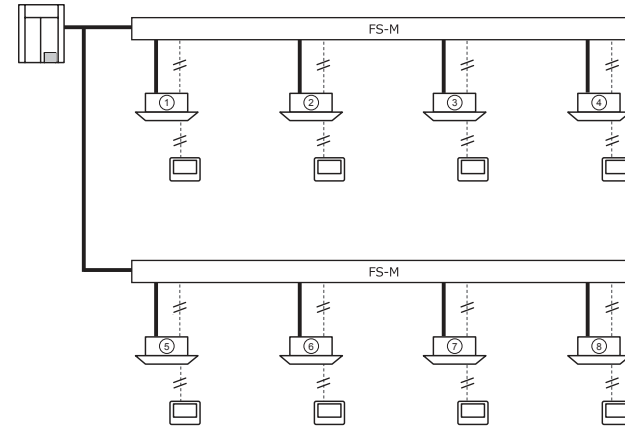 FS-M
① ② ③ ④
FS-M
⑤ ⑥ ⑦ ⑧